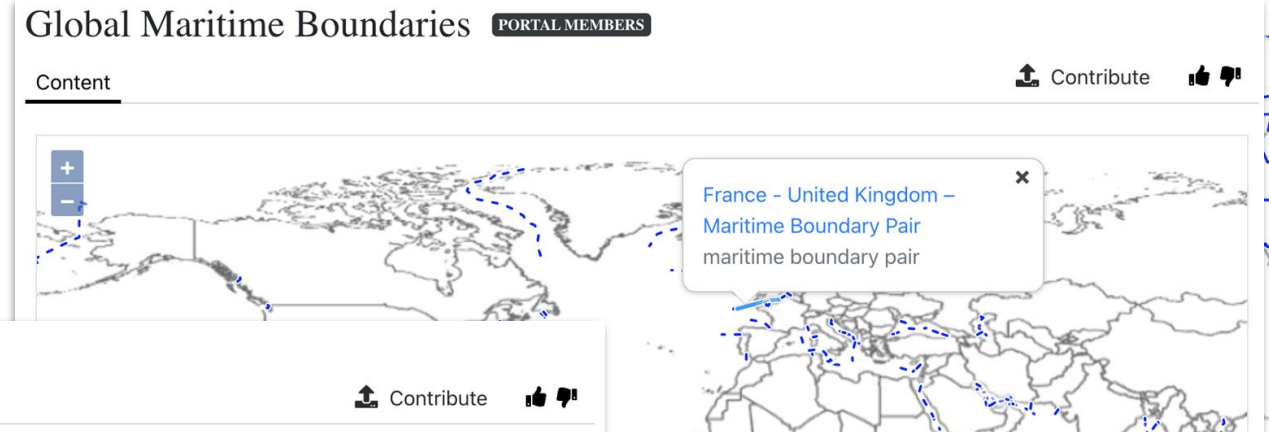 Global Maritime Boundaries PORTAL MEMBERS
Content
Contribute
+
−
France - United Kingdom –
Maritime Boundary Pair
maritime boundary pair
Contribute